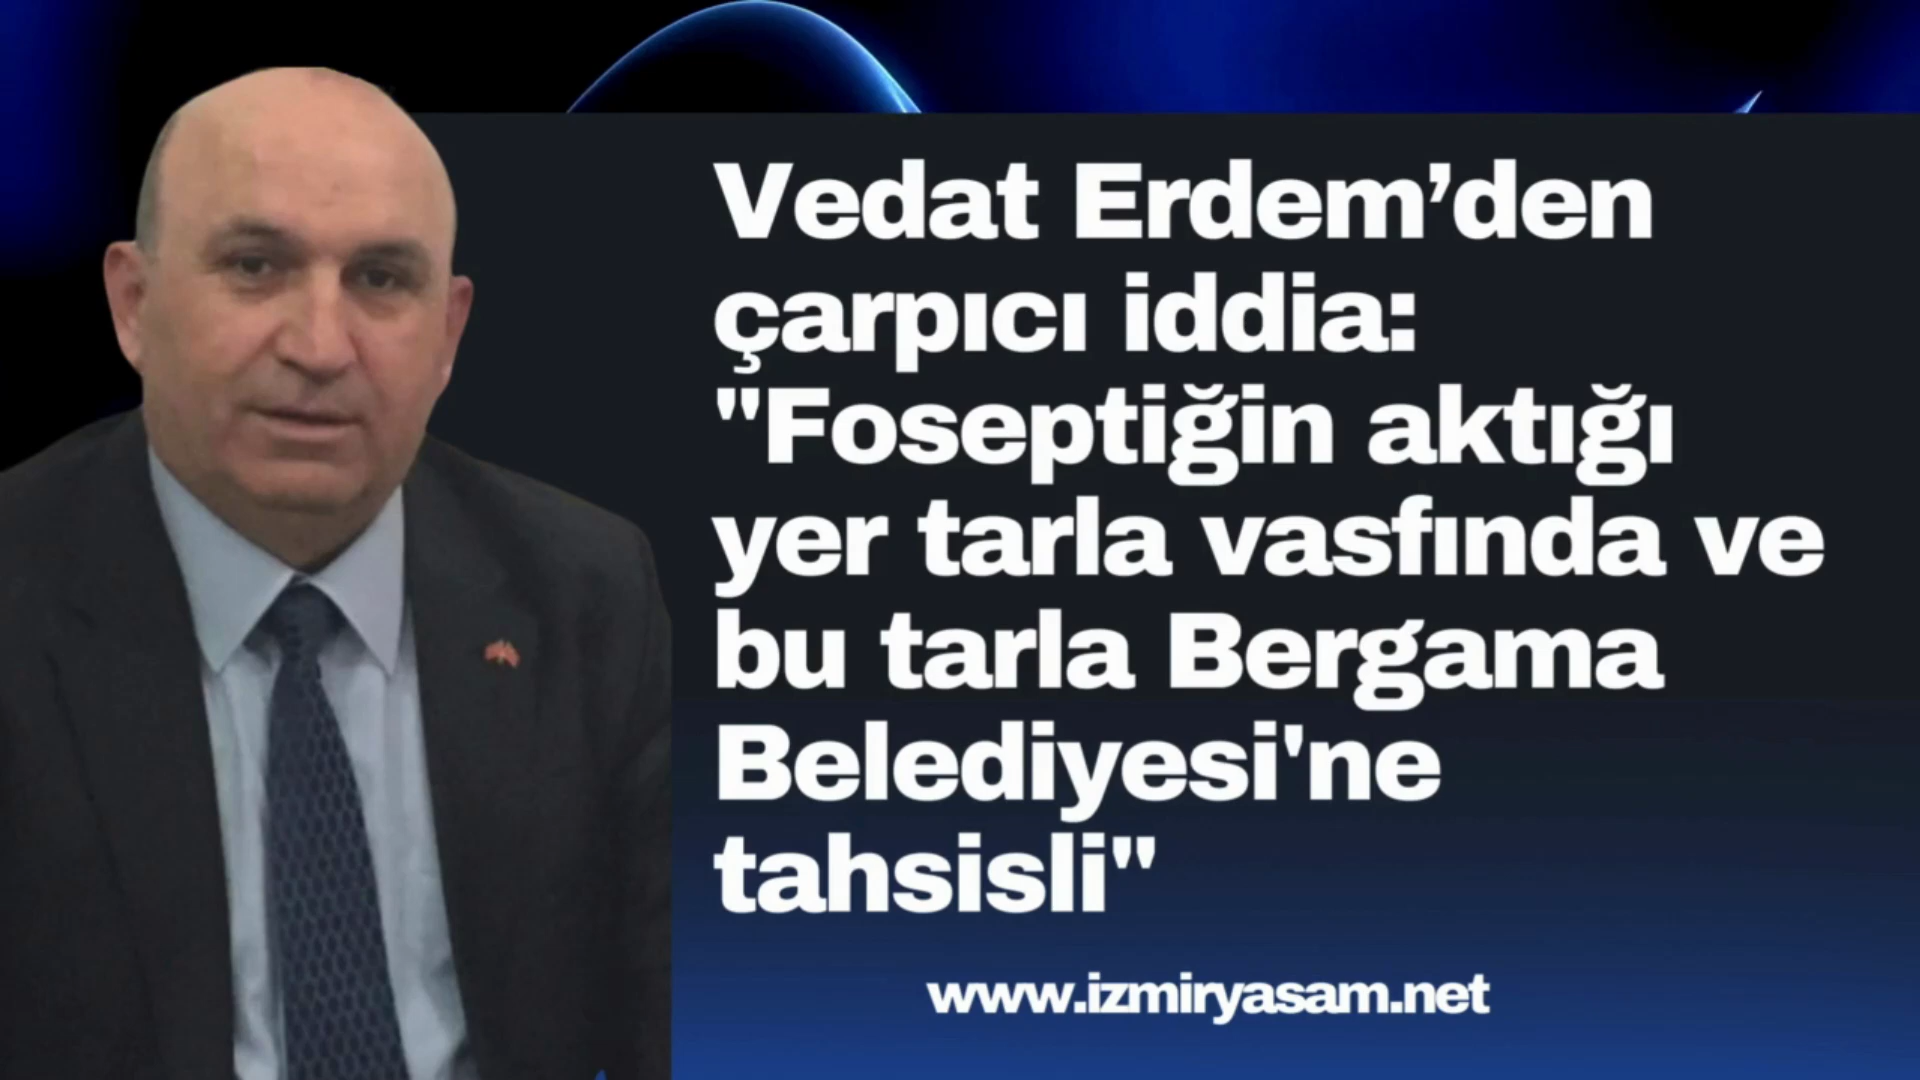 Vedat Erdem’den
çarpıcı iddia:
"Foseptiğin aktığı
yer tarla vasfında ve
bu tarla Bergama
Belediyesi'ne
tahsisli"
www.izmiryasam.net